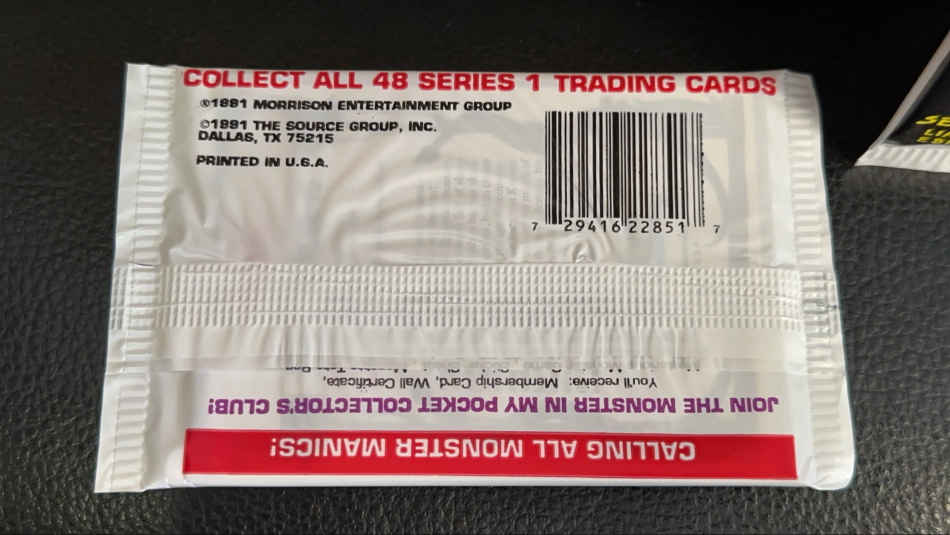 COLLECT ALL 48 SERIES 1 TRADING CARDS
©1991 MORRISON ENTERTAINMENT GROUP
©1991 THE SOURCE GROUP, INC.
DALLAS, TX 75215
PRINTED IN U.S.A.
7 29416 22851 7
CALLING ALL MONSTER MANICS!
JOIN THE MONSTER IN MY POCKET COLLECTOR'S CLUB!
You'll receive: Membership Card, Wall Certificate,